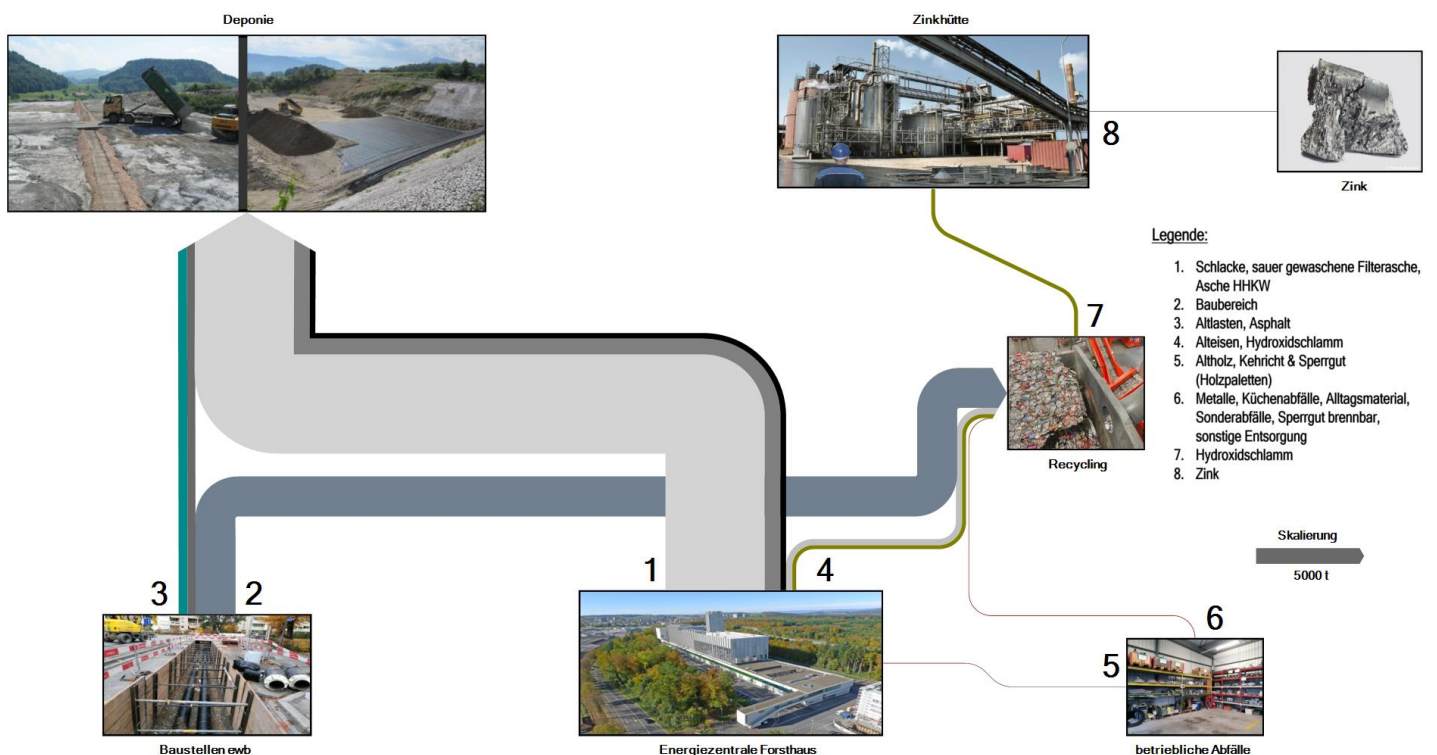 Deponie
Zinkhütte
8
Zink
Legende:
1. Schlacke, sauer gewaschene Filterasche,
Asche HHKW
2. Baubereich
3. Altlasten, Asphalt
4. Alteisen, Hydroxidschlamm
5. Altholz, Kehricht & Sperrgut
(Holzpaletten)
6. Metalle, Küchenabfälle, Alltagsmaterial,
Sonderabfälle, Sperrgut brennbar,
sonstige Entsorgung
7. Hydroxidschlamm
8. Zink
7
Recycling
Skalierung
5000 t
3
2
1
4
6
5
Baustellen ewb
Energiezentrale Forsthaus
betriebliche Abfälle